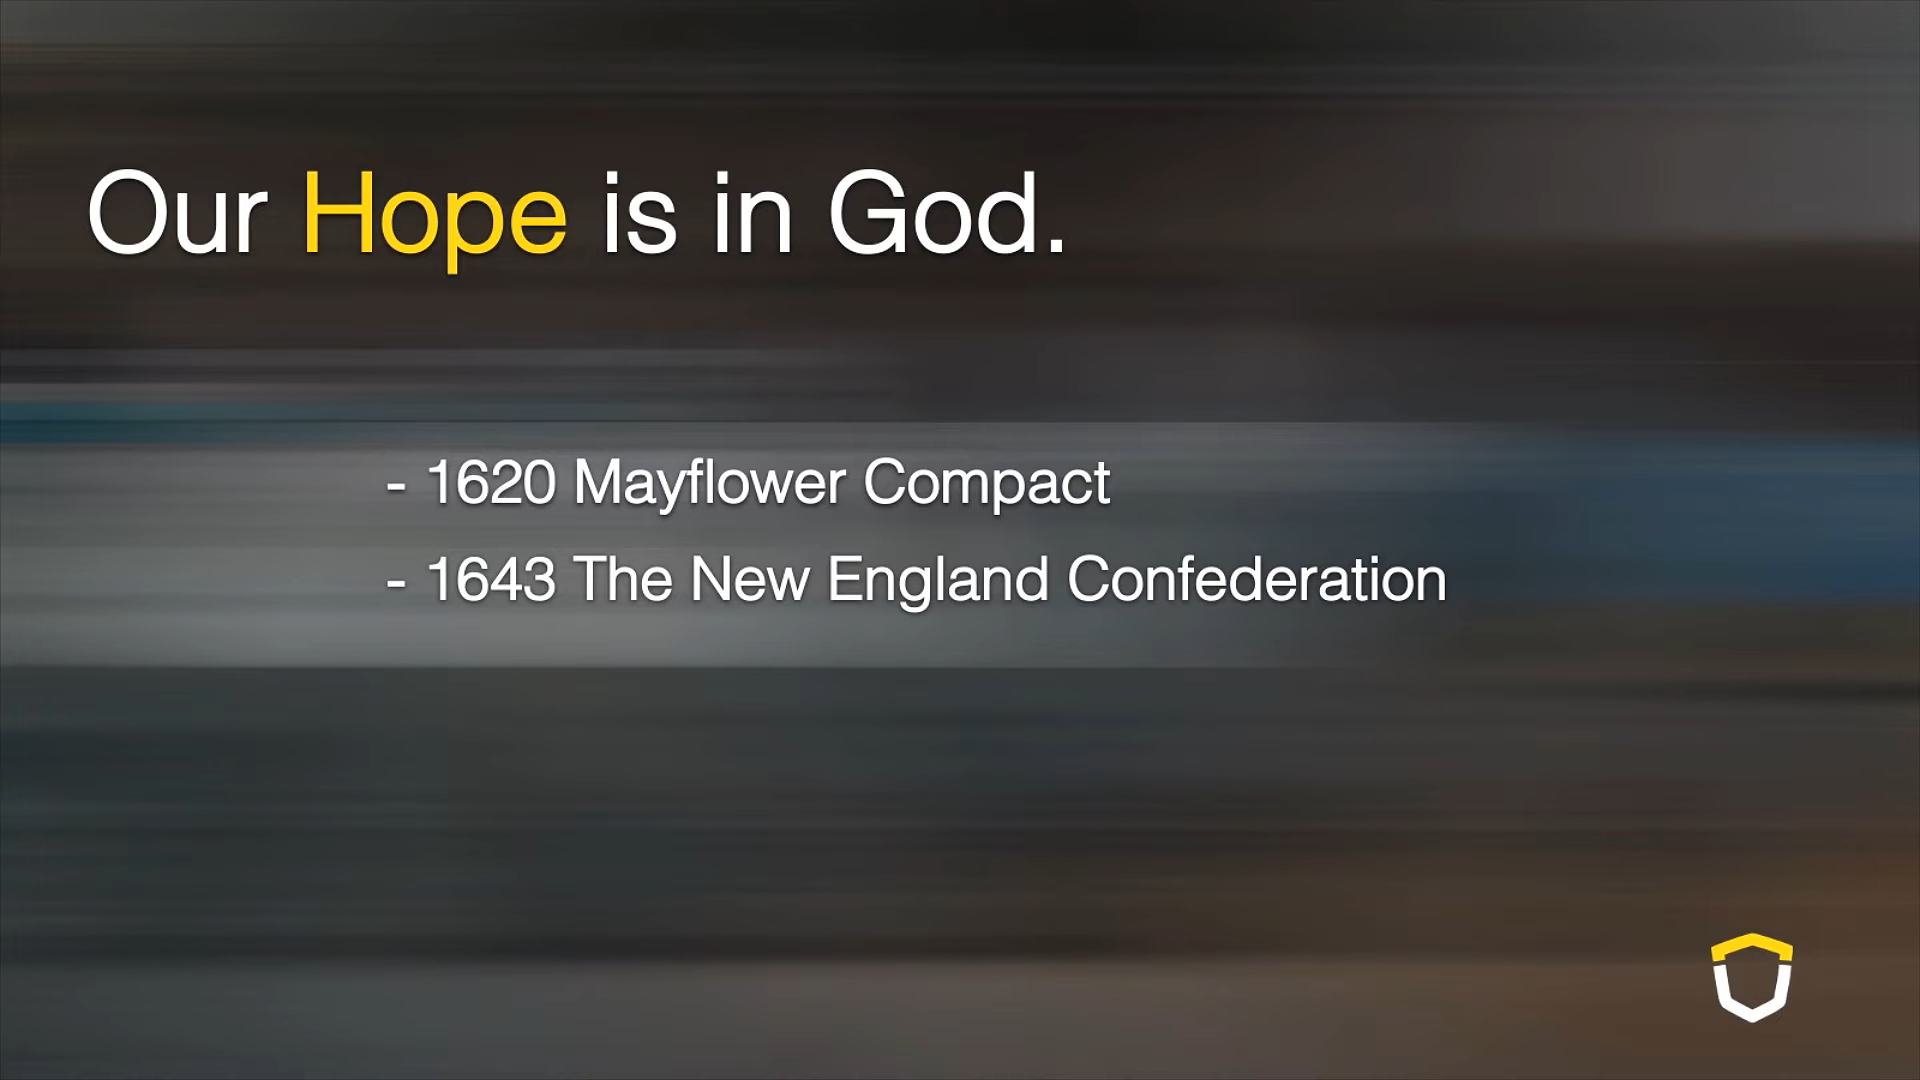 Our Hope is in God.
- 1620 Mayflower Compact
- 1643 The New England Confederation